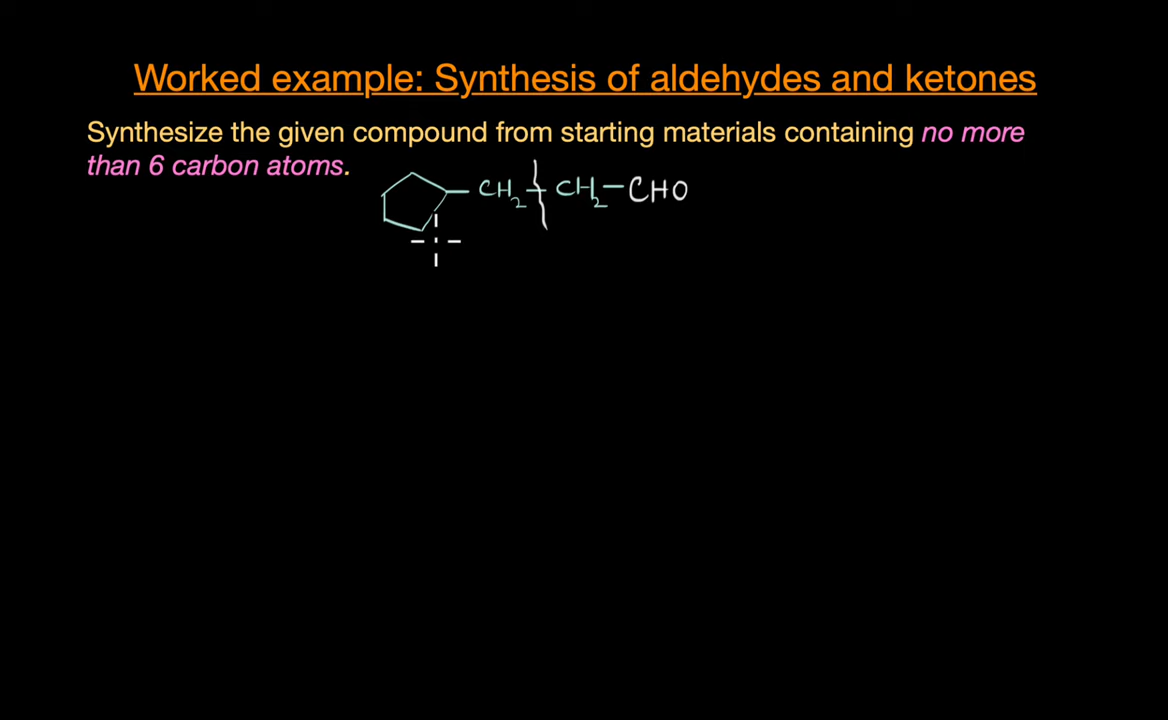 Worked example: Synthesis of aldehydes and ketones
Synthesize the given compound from starting materials containing no more
than 6 carbon atoms.
CH₂ CH₂-CHO